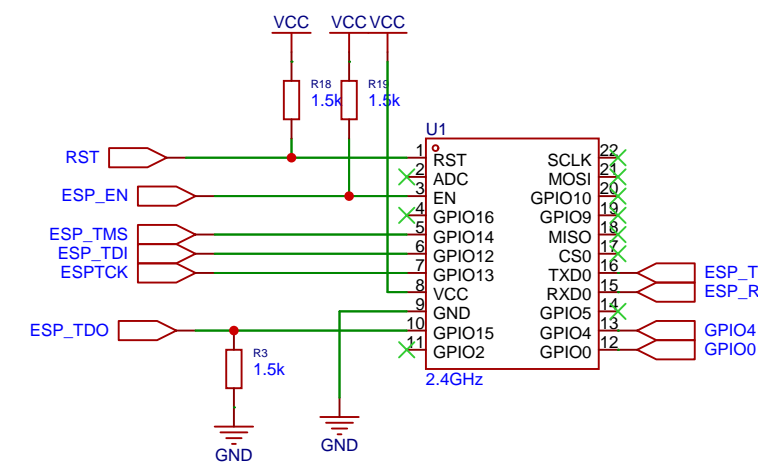 VCC VCC VCC
R18 1.5k
R19 1.5k
U1
RST
ESP_EN
ESP_TMS
ESP_TDI
ESPTCK
ESP_TDO
1 RST
2 ADC
3 EN
4 GPIO16
5 GPIO14
6 GPIO12
7 GPIO13
8 VCC
9 GND
10 GPIO15
11 GPIO2
SCLK 22
MOSI 21
GPIO10 20
GPIO9 19
MISO 18
CS0 17
TXD0 16
RXD0 15
GPIO5 14
GPIO4 13
GPIO0 12
ESP_T
ESP_R
GPIO4
GPIO0
2.4GHz
R3
1.5k
GND
GND